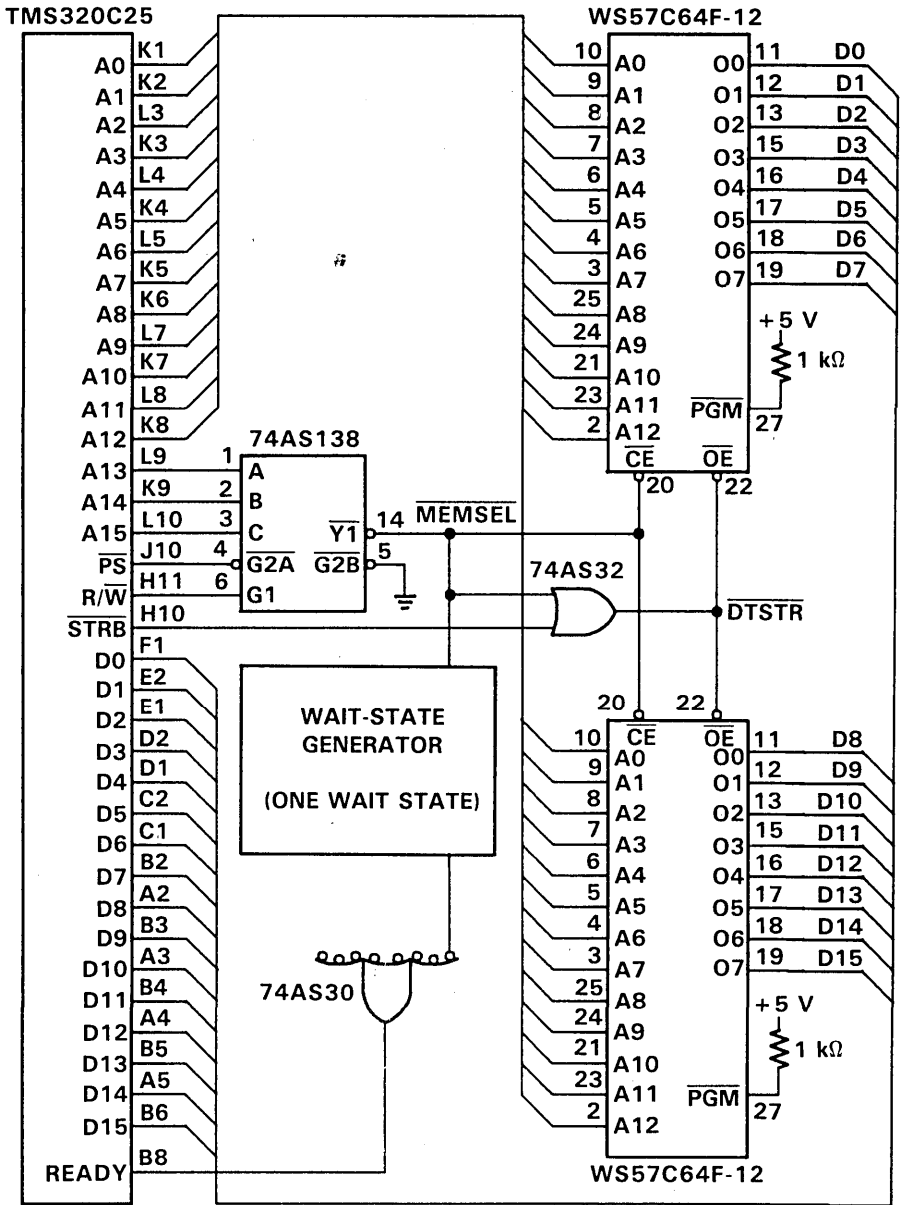 TMS320C25
WS57C64F-12
A0 K1
A1 K2
A2 L3
A3 K3
A4 L4
A5 K4
A6 L5
A7 K5
A8 K6
A9 L7
A10 K7
A11 L8
A12 K8
A13 L9
A14 K9
A15 L10
PS J10
R/W H11
STRB H10
D0 F1
D1 E2
D2 E1
D3 D2
D4 D1
D5 C2
D6 C1
D7 B2
D8 A2
D9 B3
D10 A3
D11 B4
D12 A4
D13 B5
D14 A5
D15 B6
READY B8
74AS138
1 A
2 B
3 C
4 G2A
6 G1
Y1 14
G2B 5
MEMSEL
74AS32
DTSTR
WAIT-STATE
GENERATOR
(ONE WAIT STATE)
74AS30
10 A0 O0 11 D0
9 A1 O1 12 D1
8 A2 O2 13 D2
7 A3 O3 15 D3
6 A4 O4 16 D4
5 A5 O5 17 D5
4 A6 O6 18 D6
3 A7 O7 19 D7
25 A8
24 A9
21 A10
23 A11
2 A12
+5 V
1 kΩ
PGM 27
CE OE
20 22
20 22
CE OE
10 A0 O0 11 D8
9 A1 O1 12 D9
8 A2 O2 13 D10
7 A3 O3 15 D11
6 A4 O4 16 D12
5 A5 O5 17 D13
4 A6 O6 18 D14
3 A7 O7 19 D15
25 A8
24 A9
21 A10
23 A11
2 A12
+5 V
1 kΩ
PGM 27
WS57C64F-12